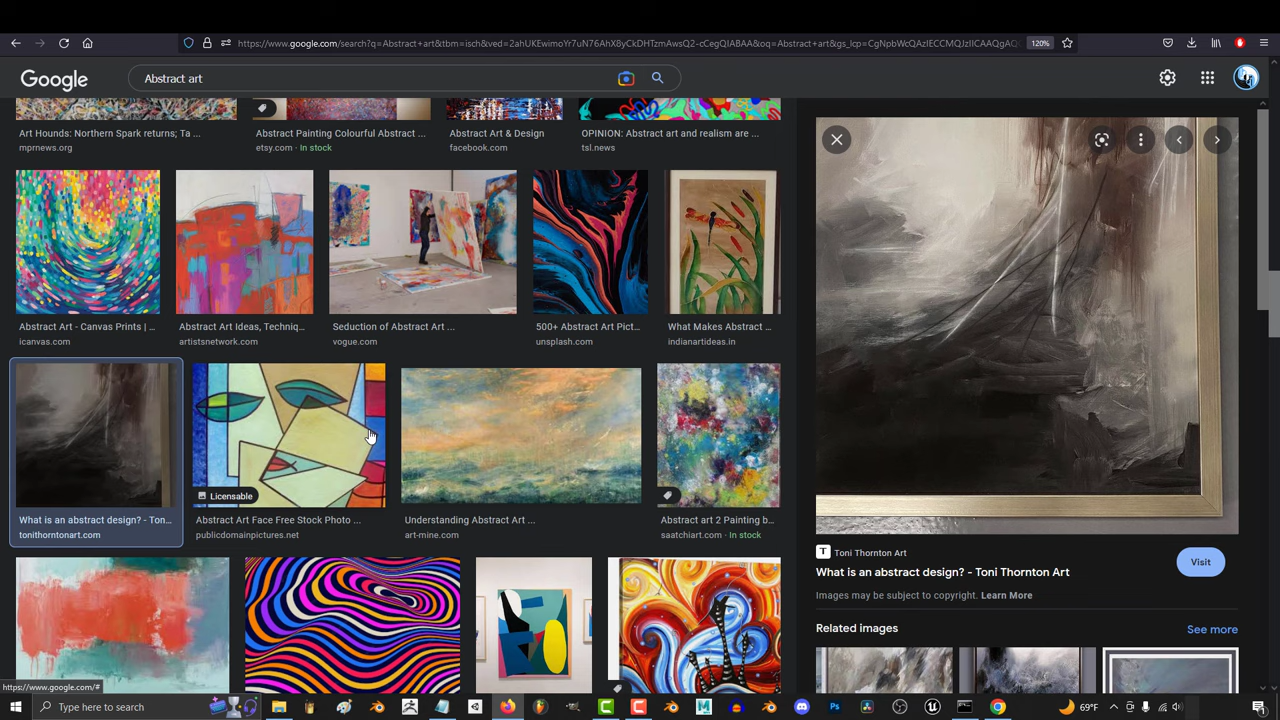 https://www.google.com/search?q=Abstract+art&tbm=isch&ved=2ahUKEwimoYr7uN76AhX8yCkDHTzmAwsQ2-cCegQIABAA&oq=Abstract+art&gs_lcp=CgNpbWcQAzIECCMQJzIICAAQgAQ
120%
Google
Abstract art
Art Hounds: Northern Spark returns; Ta ...
mprnews.org
Abstract Painting Colourful Abstract ...
etsy.com · In stock
Abstract Art & Design
facebook.com
OPINION: Abstract art and realism are ...
tsl.news
Abstract Art - Canvas Prints | ...
icanvas.com
Abstract Art Ideas, Techniq...
artistsnetwork.com
Seduction of Abstract Art ...
vogue.com
500+ Abstract Art Pict...
unsplash.com
What Makes Abstract ...
indianartideas.in
Licensable
What is an abstract design? - Ton...
tonithorntonart.com
Abstract Art Face Free Stock Photo ...
publicdomainpictures.net
Understanding Abstract Art ...
art-mine.com
Abstract art 2 Painting b...
saatchiart.com · In stock
T
Toni Thornton Art
What is an abstract design? - Toni Thornton Art
Visit
Images may be subject to copyright. Learn More
Related images
See more
https://www.google.com/#
Type here to search
69°F